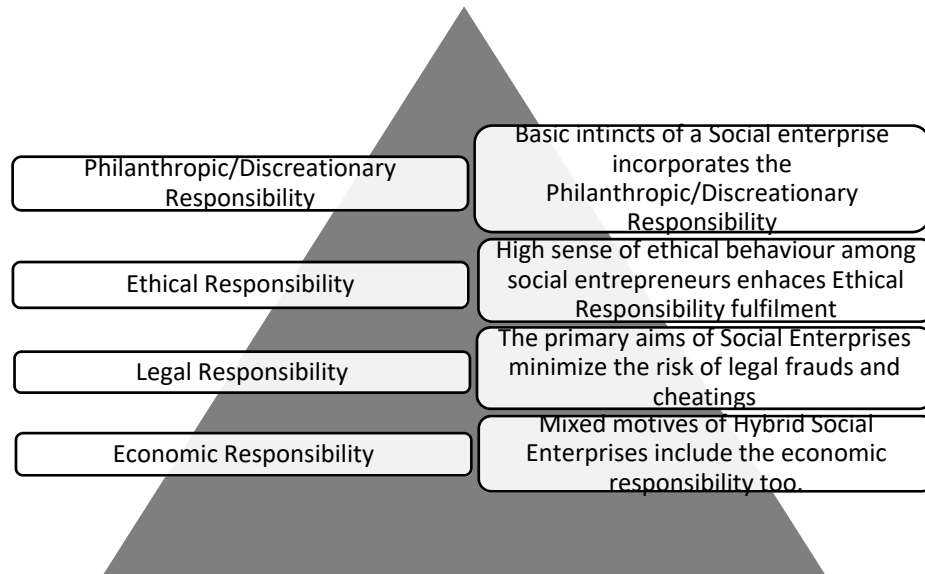 Philanthropic/Discreationary
Responsibility
Basic intincts of a Social enterprise
incorporates the
Philanthropic/Discreationary
Responsibility
Ethical Responsibility
High sense of ethical behaviour among
social entrepreneurs enhaces Ethical
Responsibility fulfilment
Legal Responsibility
The primary aims of Social Enterprises
minimize the risk of legal frauds and
cheatings
Economic Responsibility
Mixed motives of Hybrid Social
Enterprises include the economic
responsibility too.